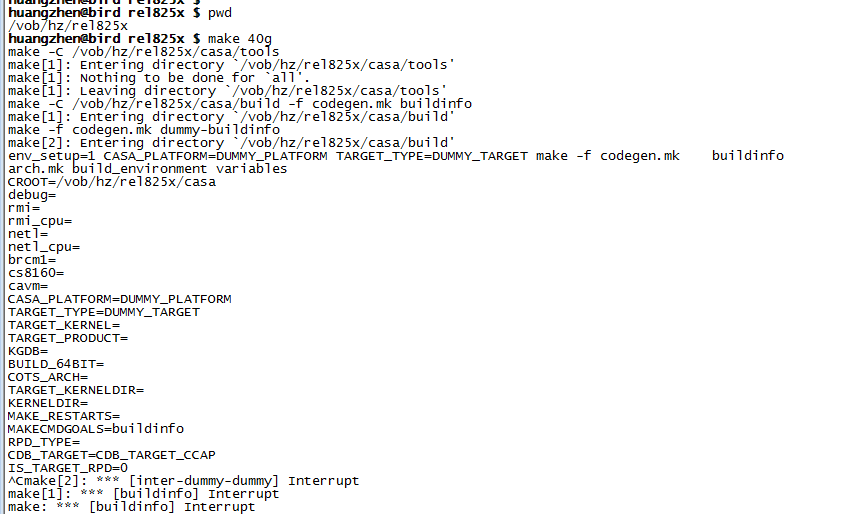 huangzhen@bird rel825x $
huangzhen@bird rel825x $ pwd
/vob/hz/rel825x
huangzhen@bird rel825x $ make 40g
make -C /vob/hz/rel825x/casa/tools
make[1]: Entering directory `/vob/hz/rel825x/casa/tools'
make[1]: Nothing to be done for `all'.
make[1]: Leaving directory `/vob/hz/rel825x/casa/tools'
make -C /vob/hz/rel825x/casa/build -f codegen.mk buildinfo
make[1]: Entering directory `/vob/hz/rel825x/casa/build'
make -f codegen.mk dummy-buildinfo
make[2]: Entering directory `/vob/hz/rel825x/casa/build'
env_setup=1 CASA_PLATFORM=DUMMY_PLATFORM TARGET_TYPE=DUMMY_TARGET make -f codegen.mk    buildinfo
arch.mk build_environment variables
CROOT=/vob/hz/rel825x/casa
debug=
rmi=
rmi_cpu=
netl=
netl_cpu=
brcm1=
cs8160=
cavm=
CASA_PLATFORM=DUMMY_PLATFORM
TARGET_TYPE=DUMMY_TARGET
TARGET_KERNEL=
TARGET_PRODUCT=
KGDB=
BUILD_64BIT=
COTS_ARCH=
TARGET_KERNELDIR=
KERNELDIR=
MAKE_RESTARTS=
MAKECMDGOALS=buildinfo
RPD_TYPE=
CDB_TARGET=CDB_TARGET_CCAP
IS_TARGET_RPD=0
^Cmake[2]: *** [inter-dummy-dummy] Interrupt
make[1]: *** [buildinfo] Interrupt
make: *** [buildinfo] Interrupt